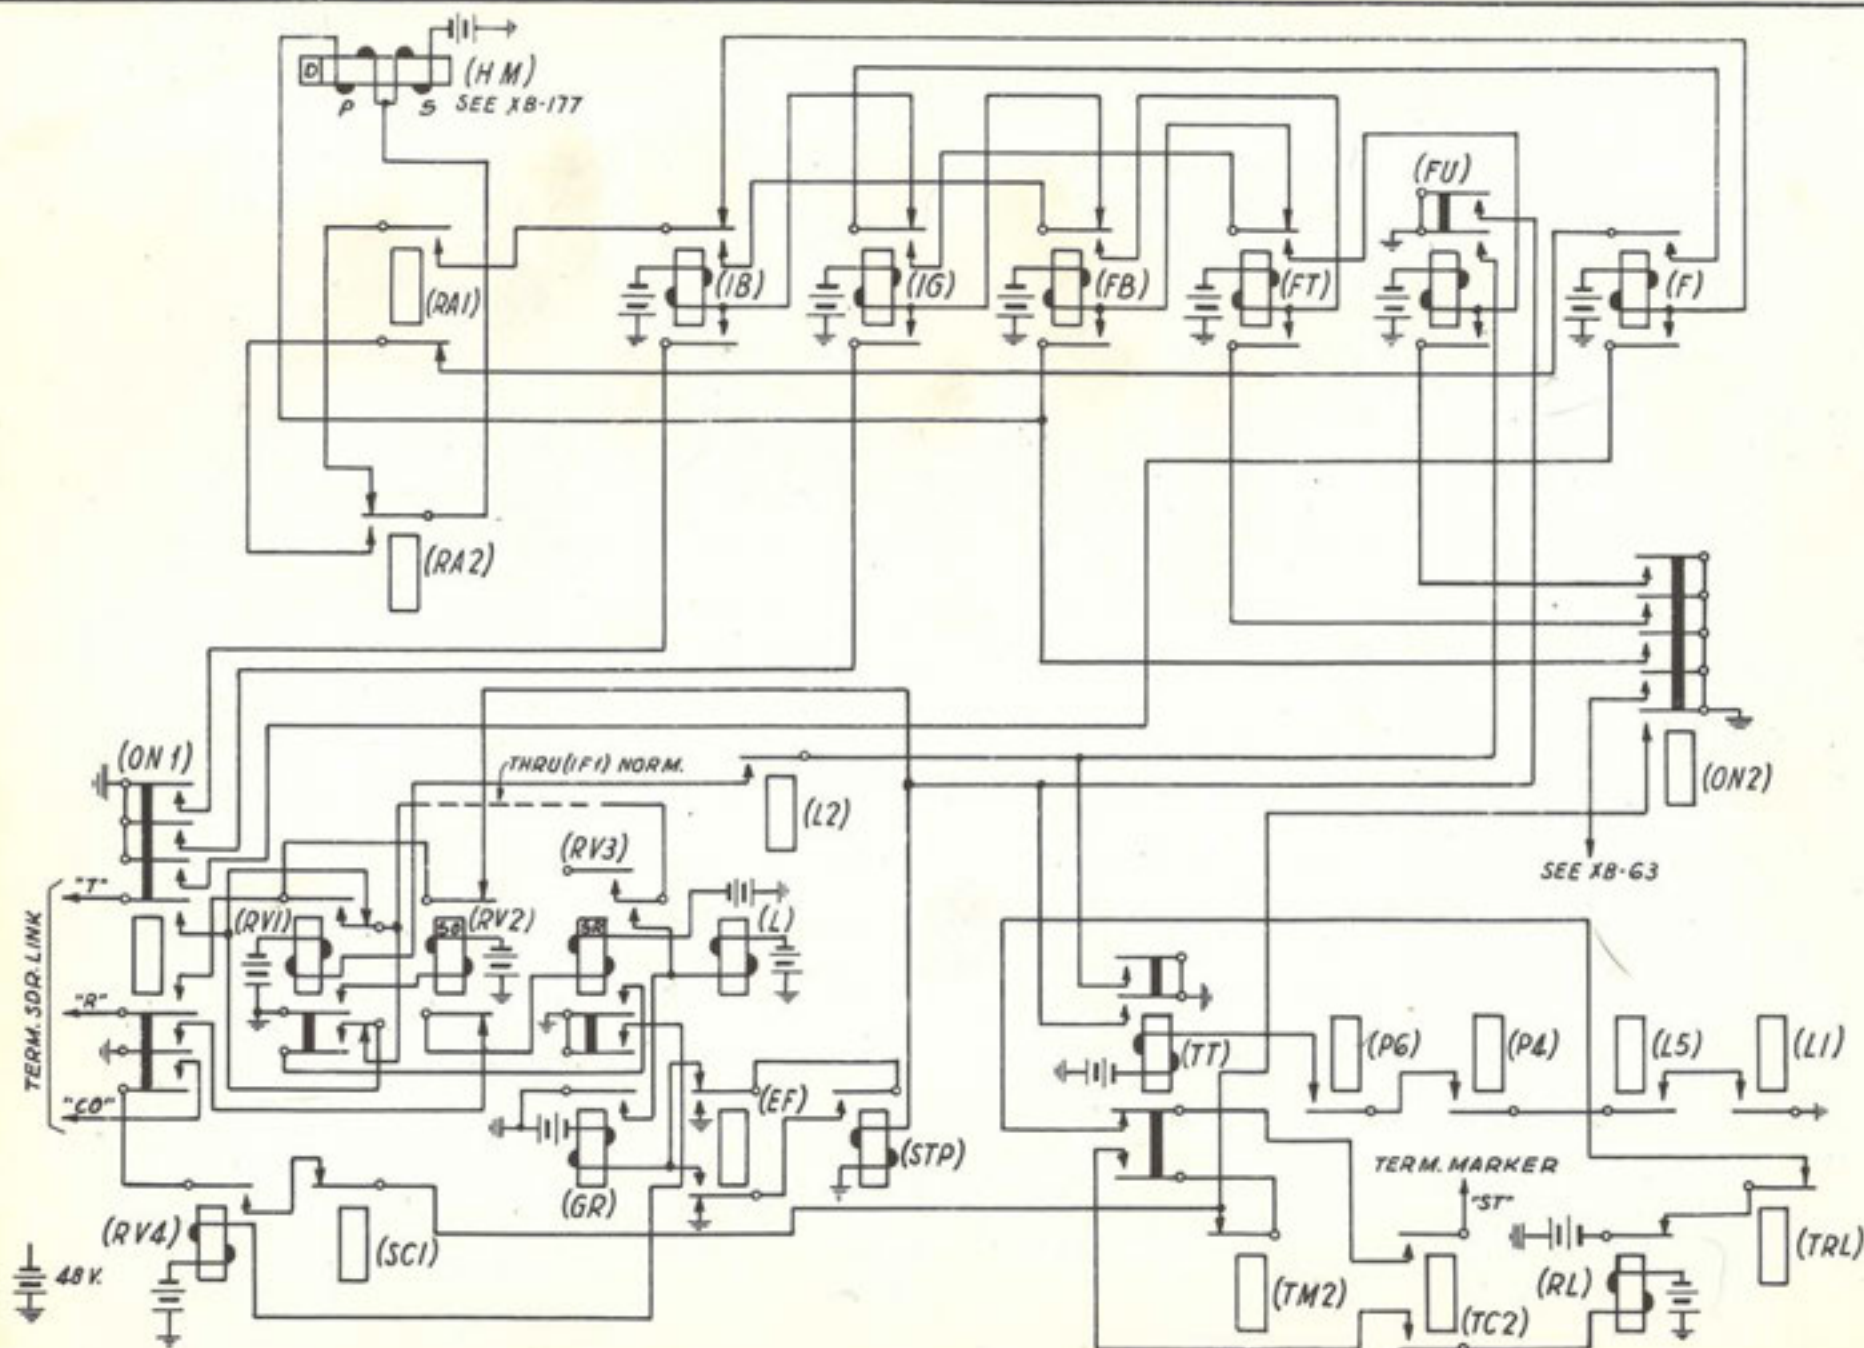 D
(HM)
P
S
SEE XB-177
(FU)
(RA1)
(IB)
(IG)
(FB)
(FT)
(F)
(RA2)
(ON1)
THRU (IF1) NORM.
(L2)
(ON2)
(RV3)
SEE XB-63
"T"
(RV1)
SO
(RV2)
SR
(L)
TERM. SDR. LINK
"R"
(TT)
(P6)
(P4)
(L5)
(L1)
"CO"
(EF)
(STP)
(GR)
TERM. MARKER
"ST"
(RV4)
(SC1)
(TRL)
48 V.
(TM2)
(TC2)
(RL)